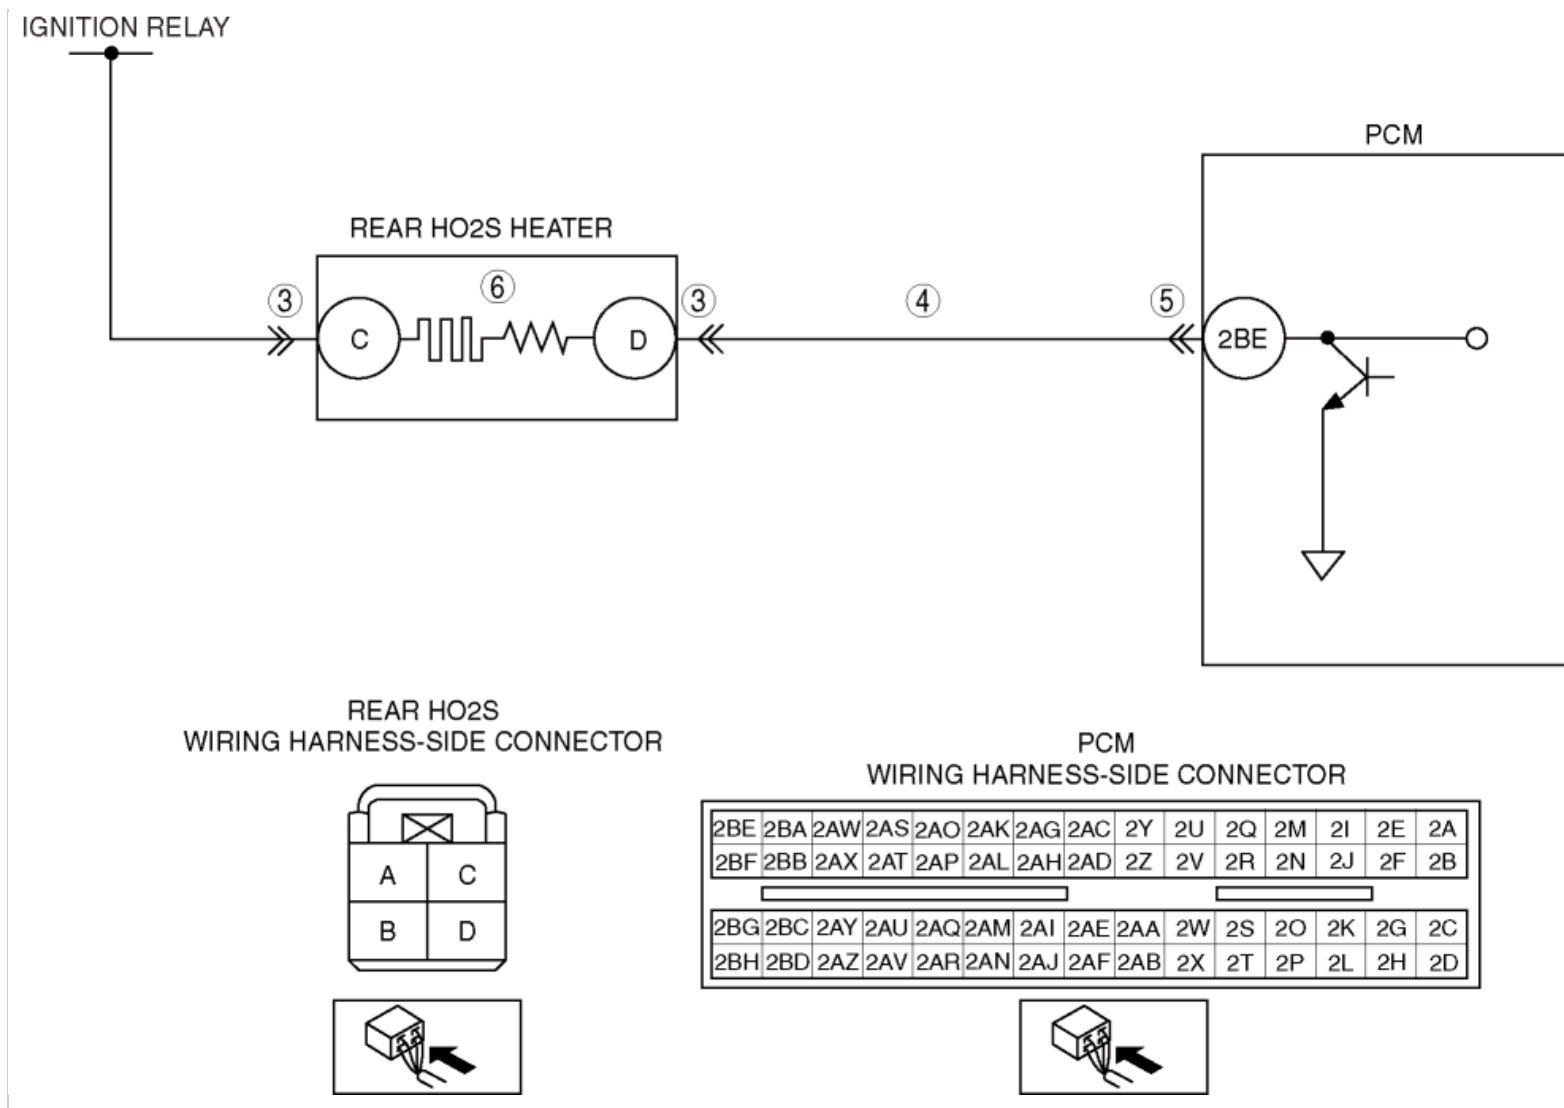 IGNITION RELAY
PCM
REAR HO2S HEATER
③ ⑥ ③ ④ ⑤
C D 2BE
REAR HO2S
WIRING HARNESS-SIDE CONNECTOR
A C
B D
PCM
WIRING HARNESS-SIDE CONNECTOR
2BE 2BA 2AW 2AS 2AO 2AK 2AG 2AC 2Y 2U 2Q 2M 2I 2E 2A
2BF 2BB 2AX 2AT 2AP 2AL 2AH 2AD 2Z 2V 2R 2N 2J 2F 2B
2BG 2BC 2AY 2AU 2AQ 2AM 2AI 2AE 2AA 2W 2S 2O 2K 2G 2C
2BH 2BD 2AZ 2AV 2AR 2AN 2AJ 2AF 2AB 2X 2T 2P 2L 2H 2D